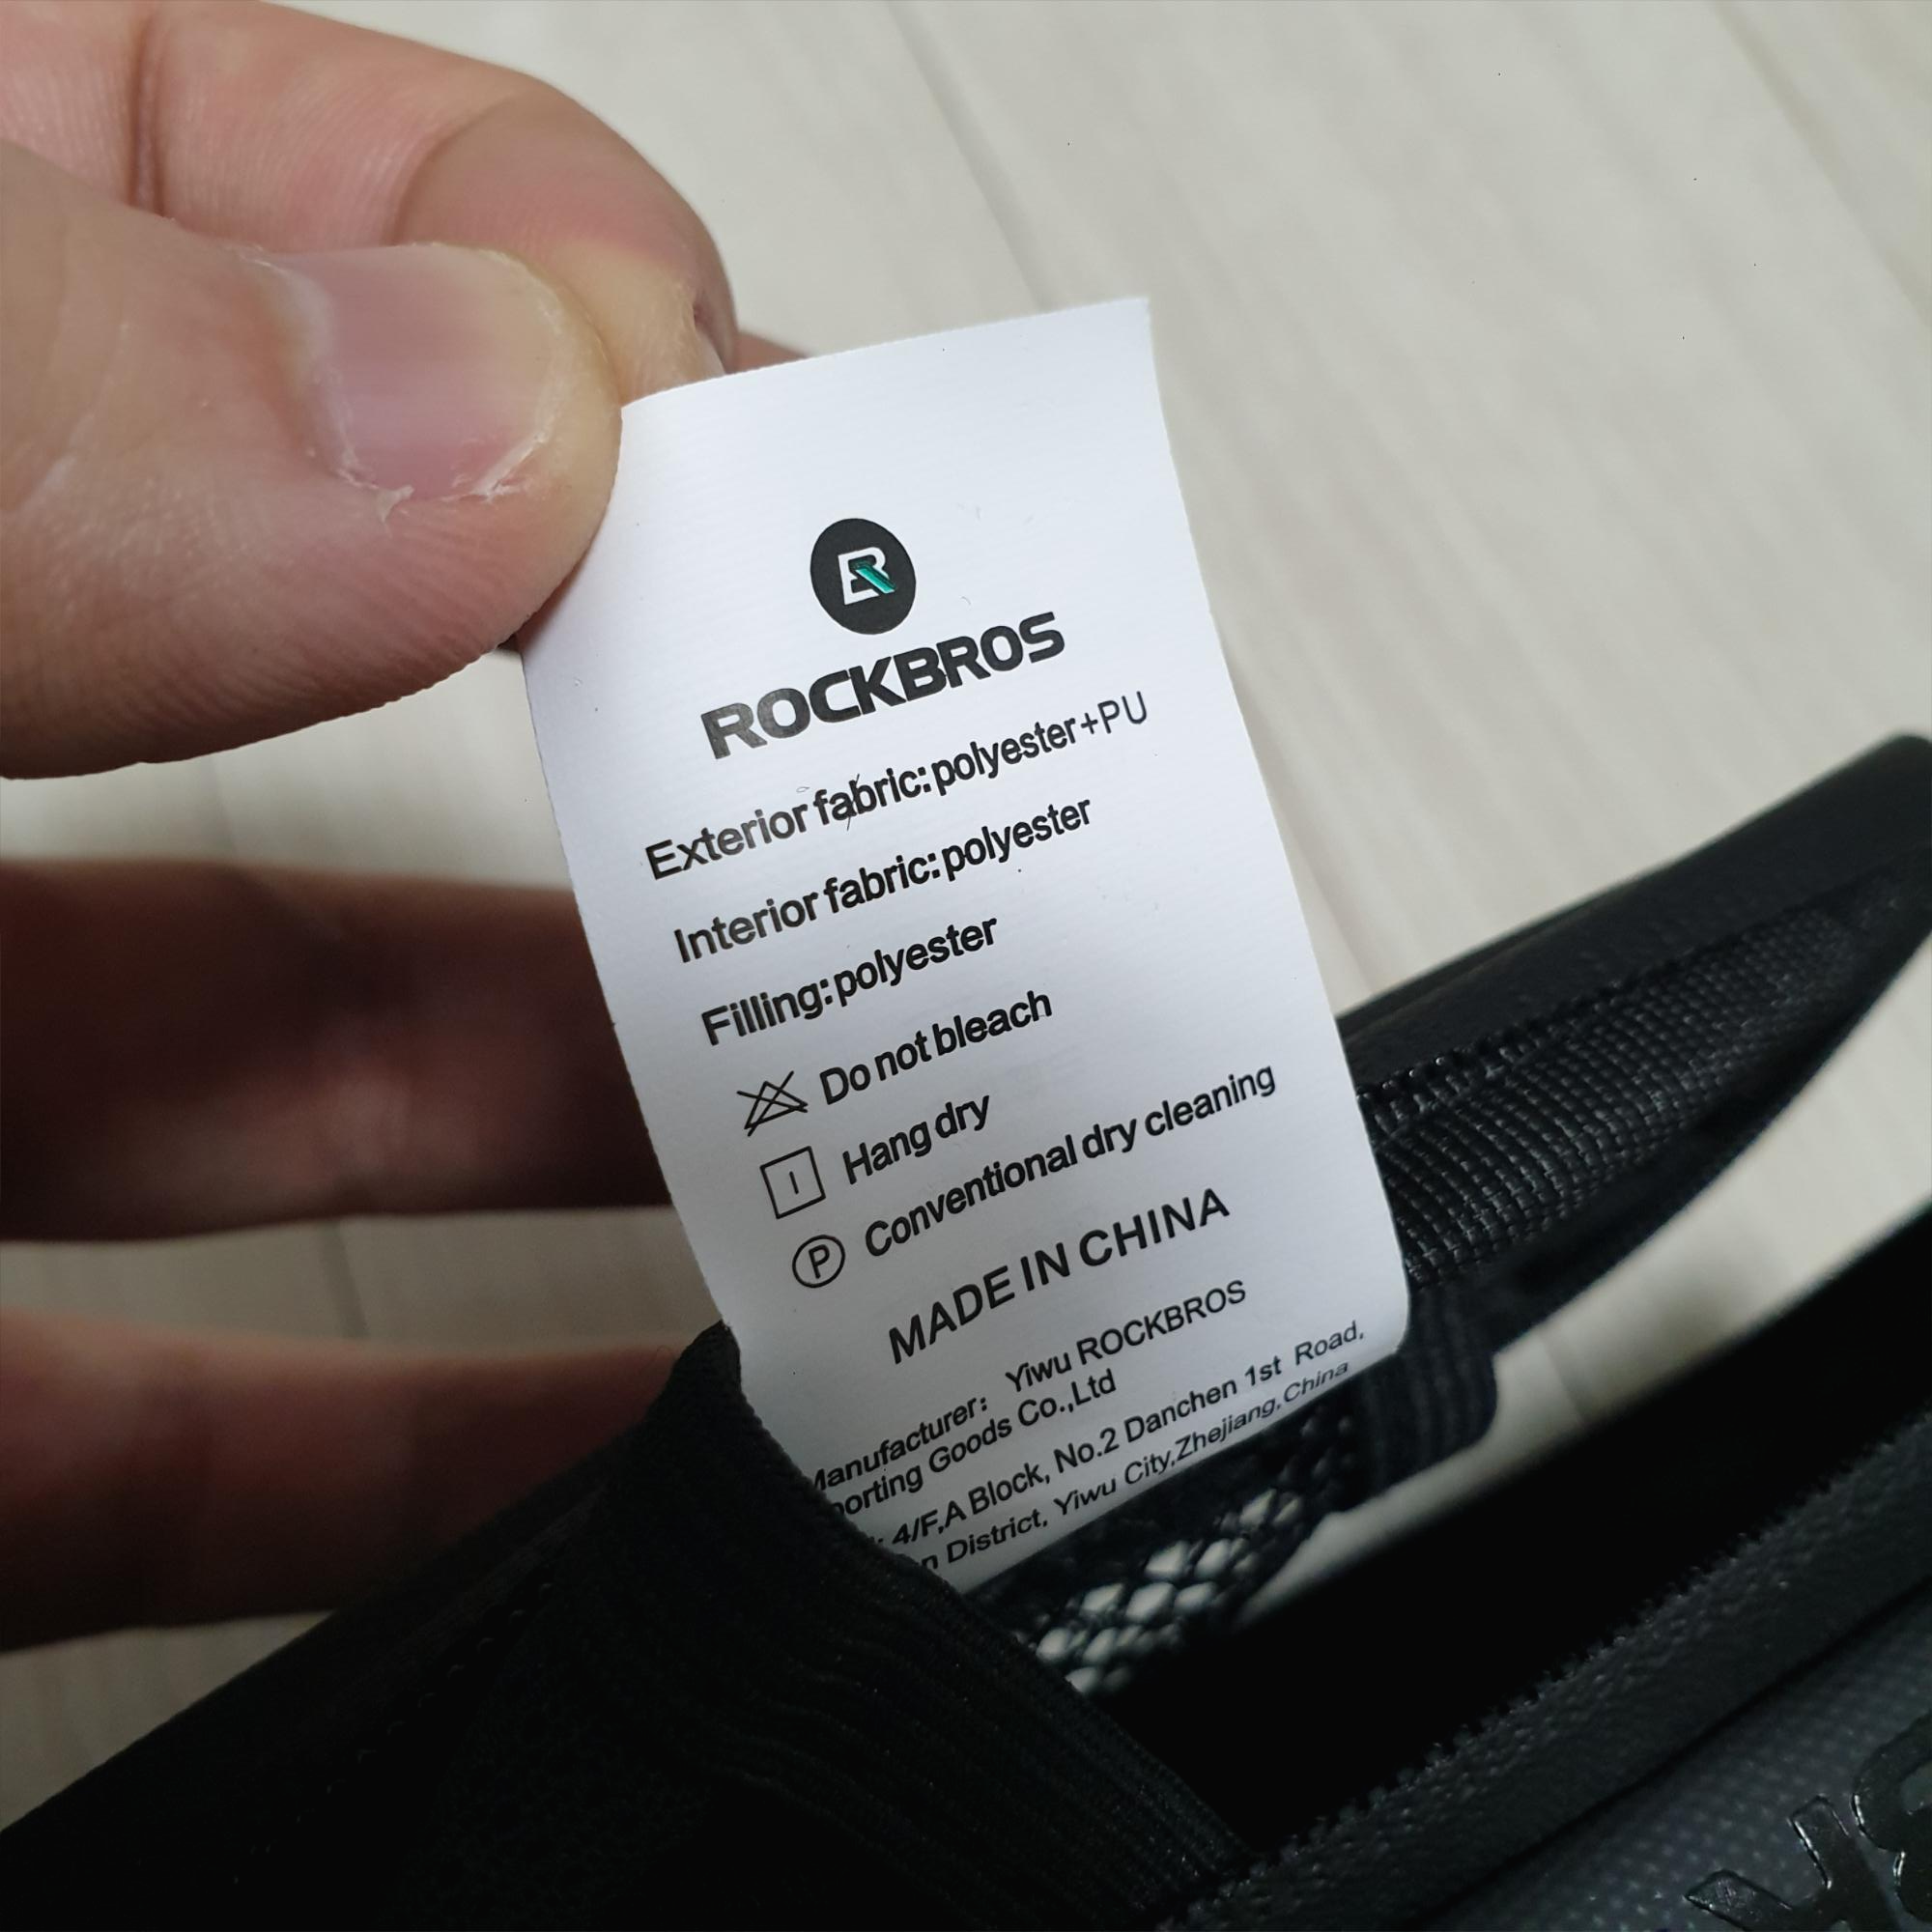 R
ROCKBROS
Exterior fabric:polyester+PU
Interior fabric:polyester
Filling:polyester
Do not bleach
Hang dry
P Conventional dry cleaning
MADE IN CHINA
Manufacturer: Yiwu ROCKBROS
porting Goods Co.,Ltd
: 4/F,A Block, No.2 Danchen 1st Road,
n District, Yiwu City,Zhejiang,China